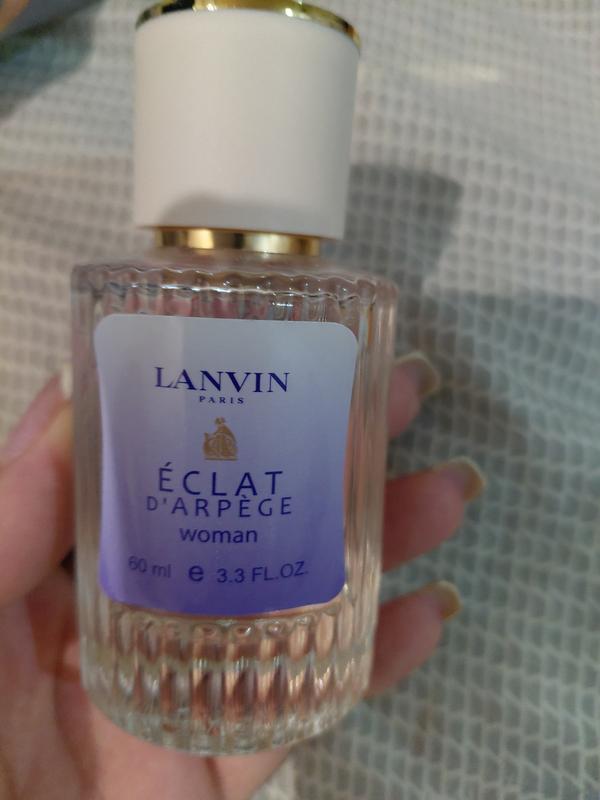 LANVIN
PARIS
ÉCLAT
D'ARPÈGE
woman
60 ml e 3.3 FL.OZ.